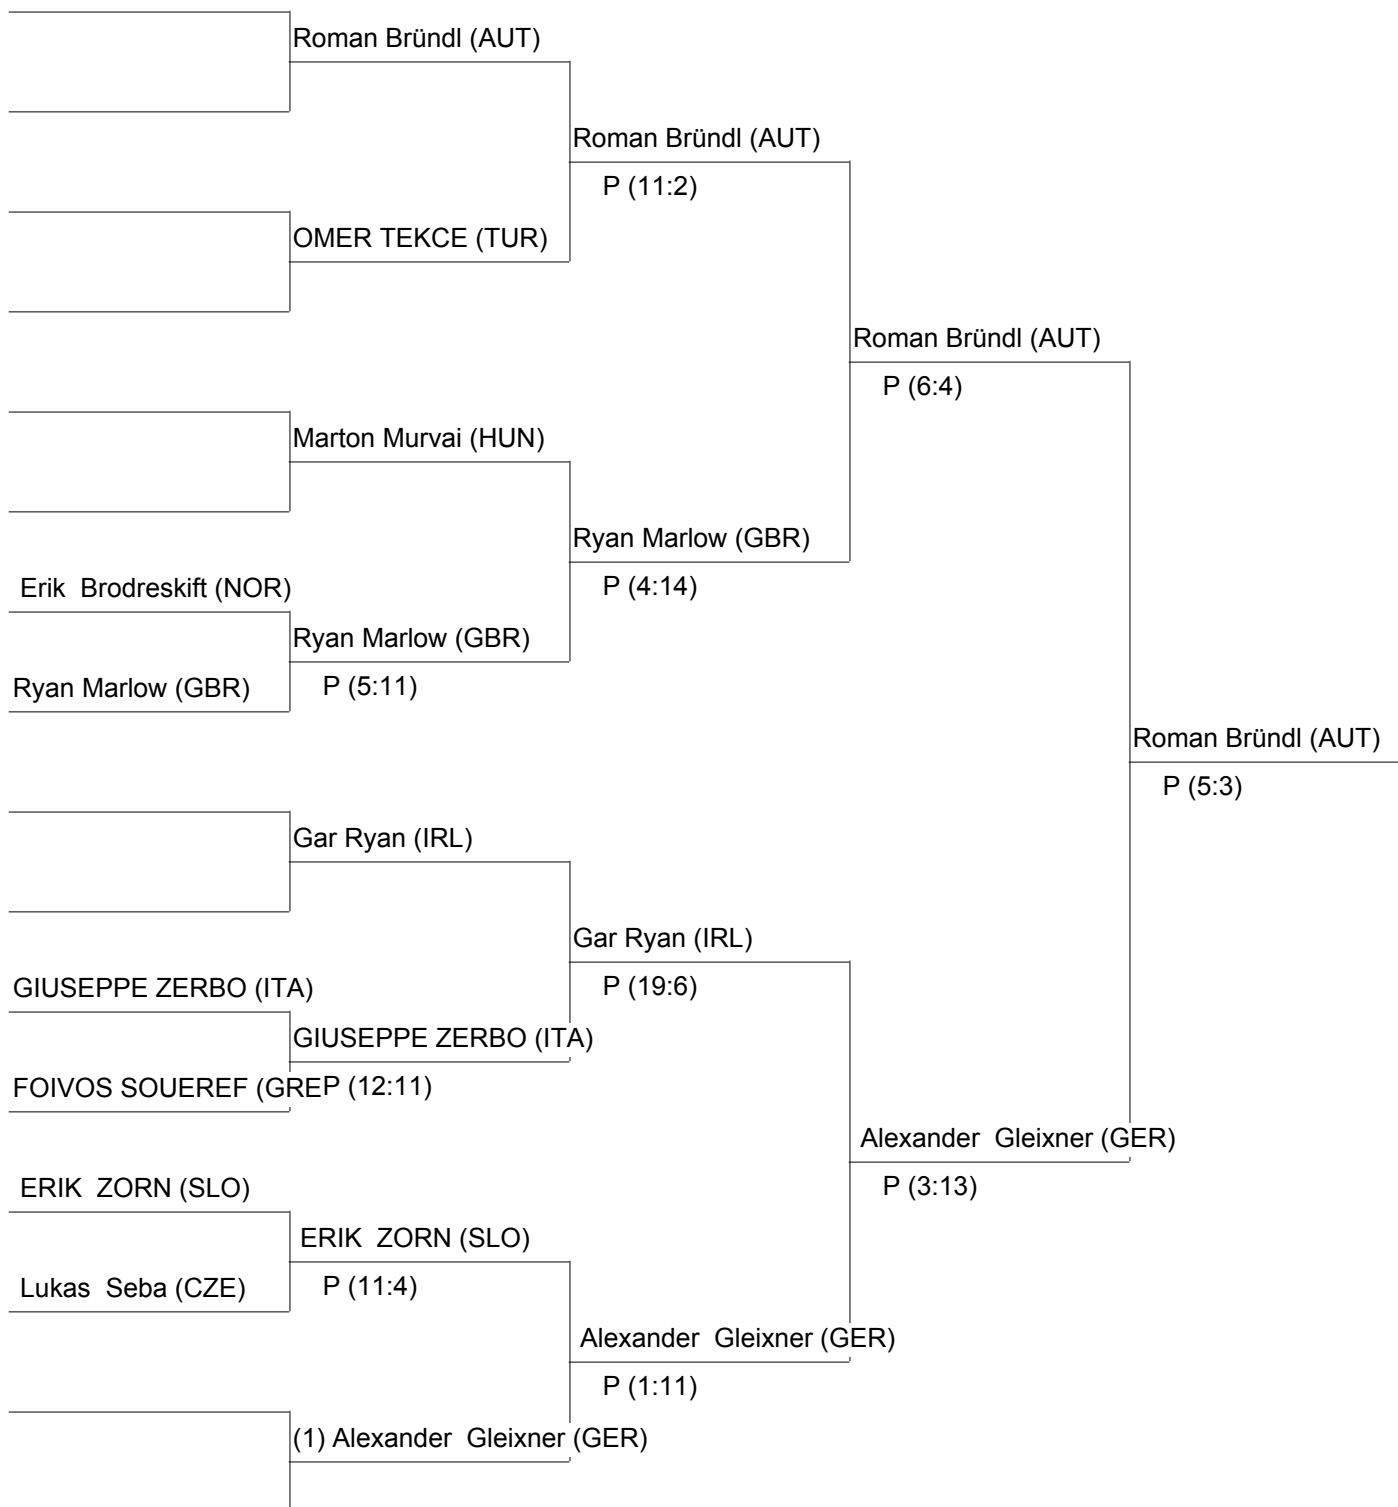 Roman Bründl (AUT)
Roman Bründl (AUT)
P (11:2)
OMER TEKCE (TUR)
Roman Bründl (AUT)
P (6:4)
Marton Murvai (HUN)
Ryan Marlow (GBR)
P (4:14)
Erik Brodreskift (NOR)
Ryan Marlow (GBR)
P (5:11)
Ryan Marlow (GBR)
Roman Bründl (AUT)
P (5:3)
Gar Ryan (IRL)
Gar Ryan (IRL)
P (19:6)
GIUSEPPE ZERBO (ITA)
GIUSEPPE ZERBO (ITA)
P (12:11)
FOIVOS SOUEREF (GRE
Alexander Gleixner (GER)
P (3:13)
ERIK ZORN (SLO)
ERIK ZORN (SLO)
P (11:4)
Lukas Seba (CZE)
Alexander Gleixner (GER)
P (1:11)
(1) Alexander Gleixner (GER)